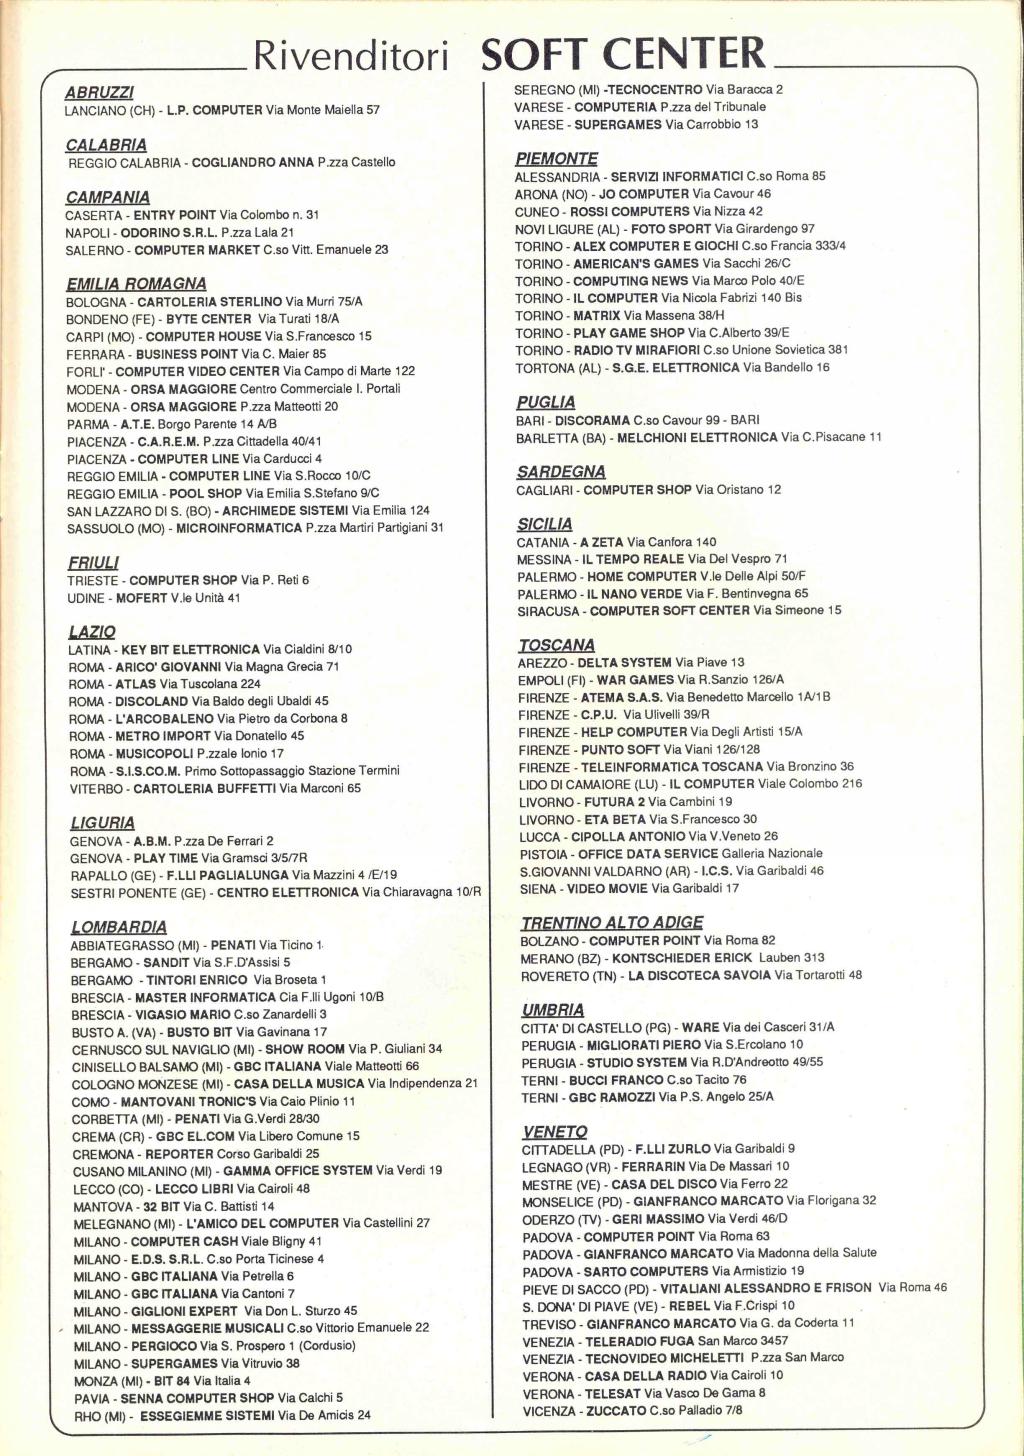 Rivenditori SOFT CENTER
ABRUZZI
LANCIANO (CH) - L.P. COMPUTER Via Monte Maiella 57
CALABRIA
REGGIO CALABRIA - COGLIANDRO ANNA P.zza Castello
CAMPANIA
CASERTA - ENTRY POINT Via Colombo n. 31
NAPOLI - ODORINO S.R.L. P.zza Lala 21
SALERNO - COMPUTER MARKET C.so Vitt. Emanuele 23
EMILIA ROMAGNA
BOLOGNA - CARTOLERIA STERLINO Via Murri 75/A
BONDENO (FE) - BYTE CENTER Via Turati 18/A
CARPI (MO) - COMPUTER HOUSE Via S.Francesco 15
FERRARA - BUSINESS POINT Via C. Maier 85
FORLI' - COMPUTER VIDEO CENTER Via Campo di Marte 122
MODENA - ORSA MAGGIORE Centro Commerciale I. Portali
MODENA - ORSA MAGGIORE P.zza Matteotti 20
PARMA - A.T.E. Borgo Parente 14 A/B
PIACENZA - C.A.R.E.M. P.zza Cittadella 40/41
PIACENZA - COMPUTER LINE Via Carducci 4
REGGIO EMILIA - COMPUTER LINE Via S.Rocco 10/C
REGGIO EMILIA - POOL SHOP Via Emilia S.Stefano 9/C
SAN LAZZARO DI S. (BO) - ARCHIMEDE SISTEMI Via Emilia 124
SASSUOLO (MO) - MICROINFORMATICA P.zza Martiri Partigiani 31
FRIULI
TRIESTE - COMPUTER SHOP Via P. Reti 6
UDINE - MOFERT V.le Unità 41
LAZIO
LATINA - KEY BIT ELETTRONICA Via Cialdini 8/10
ROMA - ARICO' GIOVANNI Via Magna Grecia 71
ROMA - ATLAS Via Tuscolana 224
ROMA - DISCOLAND Via Baldo degli Ubaldi 45
ROMA - L'ARCOBALENO Via Pietro da Corbona 8
ROMA - METRO IMPORT Via Donatello 45
ROMA - MUSICOPOLI P.zzale Ionio 17
ROMA - S.I.S.CO.M. Primo Sottopassaggio Stazione Termini
VITERBO - CARTOLERIA BUFFETTI Via Marconi 65
LIGURIA
GENOVA - A.B.M. P.zza De Ferrari 2
GENOVA - PLAY TIME Via Gramsci 3/5/7R
RAPALLO (GE) - F.LLI PAGLIALUNGA Via Mazzini 4 /E/19
SESTRI PONENTE (GE) - CENTRO ELETTRONICA Via Chiaravagna 10/R
LOMBARDIA
ABBIATEGRASSO (MI) - PENATI Via Ticino 1
BERGAMO - SANDIT Via S.F.D'Assisi 5
BERGAMO - TINTORI ENRICO Via Broseta 1
BRESCIA - MASTER INFORMATICA Cia F.lli Ugoni 10/B
BRESCIA - VIGASIO MARIO C.so Zanardelli 3
BUSTO A. (VA) - BUSTO BIT Via Gavinana 17
CERNUSCO SUL NAVIGLIO (MI) - SHOW ROOM Via P. Giuliani 34
CINISELLO BALSAMO (MI) - GBC ITALIANA Viale Matteotti 66
COLOGNO MONZESE (MI) - CASA DELLA MUSICA Via Indipendenza 21
COMO - MANTOVANI TRONIC'S Via Caio Plinio 11
CORBETTA (MI) - PENATI Via G.Verdi 28/30
CREMA (CR) - GBC EL.COM Via Libero Comune 15
CREMONA - REPORTER Corso Garibaldi 25
CUSANO MILANINO (MI) - GAMMA OFFICE SYSTEM Via Verdi 19
LECCO (CO) - LECCO LIBRI Via Cairoli 48
MANTOVA - 32 BIT Via C. Battisti 14
MELEGNANO (MI) - L'AMICO DEL COMPUTER Via Castellini 27
MILANO - COMPUTER CASH Viale Bligny 41
MILANO - E.D.S. S.R.L. C.so Porta Ticinese 4
MILANO - GBC ITALIANA Via Petrella 6
MILANO - GBC ITALIANA Via Cantoni 7
MILANO - GIGLIONI EXPERT Via Don L. Sturzo 45
MILANO - MESSAGGERIE MUSICALI C.so Vittorio Emanuele 22
MILANO - PERGIOCO Via S. Prospero 1 (Cordusio)
MILANO - SUPERGAMES Via Vitruvio 38
MONZA (MI) - BIT 84 Via Italia 4
PAVIA - SENNA COMPUTER SHOP Via Calchi 5
RHO (MI) - ESSEGIEMME SISTEMI Via De Amicis 24
SEREGNO (MI) -TECNOCENTRO Via Baracca 2
VARESE - COMPUTERIA P.zza del Tribunale
VARESE - SUPERGAMES Via Carrobbio 13
PIEMONTE
ALESSANDRIA - SERVIZI INFORMATICI C.so Roma 85
ARONA (NO) - JO COMPUTER Via Cavour 46
CUNEO - ROSSI COMPUTERS Via Nizza 42
NOVI LIGURE (AL) - FOTO SPORT Via Girardengo 97
TORINO - ALEX COMPUTER E GIOCHI C.so Francia 333/4
TORINO - AMERICAN'S GAMES Via Sacchi 26/C
TORINO - COMPUTING NEWS Via Marco Polo 40/E
TORINO - IL COMPUTER Via Nicola Fabrizi 140 Bis
TORINO - MATRIX Via Massena 38/H
TORINO - PLAY GAME SHOP Via C.Alberto 39/E
TORINO - RADIO TV MIRAFIORI C.so Unione Sovietica 381
TORTONA (AL) - S.G.E. ELETTRONICA Via Bandello 16
PUGLIA
BARI - DISCORAMA C.so Cavour 99 - BARI
BARLETTA (BA) - MELCHIONI ELETTRONICA Via C.Pisacane 11
SARDEGNA
CAGLIARI - COMPUTER SHOP Via Oristano 12
SICILIA
CATANIA - A ZETA Via Canfora 140
MESSINA - IL TEMPO REALE Via Del Vespro 71
PALERMO - HOME COMPUTER V.le Delle Alpi 50/F
PALERMO - IL NANO VERDE Via F. Bentinvegna 65
SIRACUSA - COMPUTER SOFT CENTER Via Simeone 15
TOSCANA
AREZZO - DELTA SYSTEM Via Piave 13
EMPOLI (FI) - WAR GAMES Via R.Sanzio 126/A
FIRENZE - ATEMA S.A.S. Via Benedetto Marcello 1A/1B
FIRENZE - C.P.U. Via Ulivelli 39/R
FIRENZE - HELP COMPUTER Via Degli Artisti 15/A
FIRENZE - PUNTO SOFT Via Viani 126/128
FIRENZE - TELEINFORMATICA TOSCANA Via Bronzino 36
LIDO DI CAMAIORE (LU) - IL COMPUTER Viale Colombo 216
LIVORNO - FUTURA 2 Via Cambini 19
LIVORNO - ETA BETA Via S.Francesco 30
LUCCA - CIPOLLA ANTONIO Via V.Veneto 26
PISTOIA - OFFICE DATA SERVICE Galleria Nazionale
S.GIOVANNI VALDARNO (AR) - I.C.S. Via Garibaldi 46
SIENA - VIDEO MOVIE Via Garibaldi 17
TRENTINO ALTO ADIGE
BOLZANO - COMPUTER POINT Via Roma 82
MERANO (BZ) - KONTSCHIEDER ERICK Lauben 313
ROVERETO (TN) - LA DISCOTECA SAVOIA Via Tortarotti 48
UMBRIA
CITTA' DI CASTELLO (PG) - WARE Via dei Casceri 31/A
PERUGIA - MIGLIORATI PIERO Via S.Ercolano 10
PERUGIA - STUDIO SYSTEM Via R.D'Andreotto 49/55
TERNI - BUCCI FRANCO C.so Tacito 76
TERNI - GBC RAMOZZI Via P.S. Angelo 25/A
VENETO
CITTADELLA (PD) - F.LLI ZURLO Via Garibaldi 9
LEGNAGO (VR) - FERRARIN Via De Massari 10
MESTRE (VE) - CASA DEL DISCO Via Ferro 22
MONSELICE (PD) - GIANFRANCO MARCATO Via Florigana 32
ODERZO (TV) - GERI MASSIMO Via Verdi 46/D
PADOVA - COMPUTER POINT Via Roma 63
PADOVA - GIANFRANCO MARCATO Via Madonna della Salute
PADOVA - SARTO COMPUTERS Via Armistizio 19
PIEVE DI SACCO (PD) - VITALIANI ALESSANDRO E FRISON Via Roma 46
S. DONA' DI PIAVE (VE) - REBEL Via F.Crispi 10
TREVISO - GIANFRANCO MARCATO Via G. da Coderta 11
VENEZIA - TELERADIO FUGA San Marco 3457
VENEZIA - TECNOVIDEO MICHELETTI P.zza San Marco
VERONA - CASA DELLA RADIO Via Cairoli 10
VERONA - TELESAT Via Vasco De Gama 8
VICENZA - ZUCCATO C.so Palladio 7/8